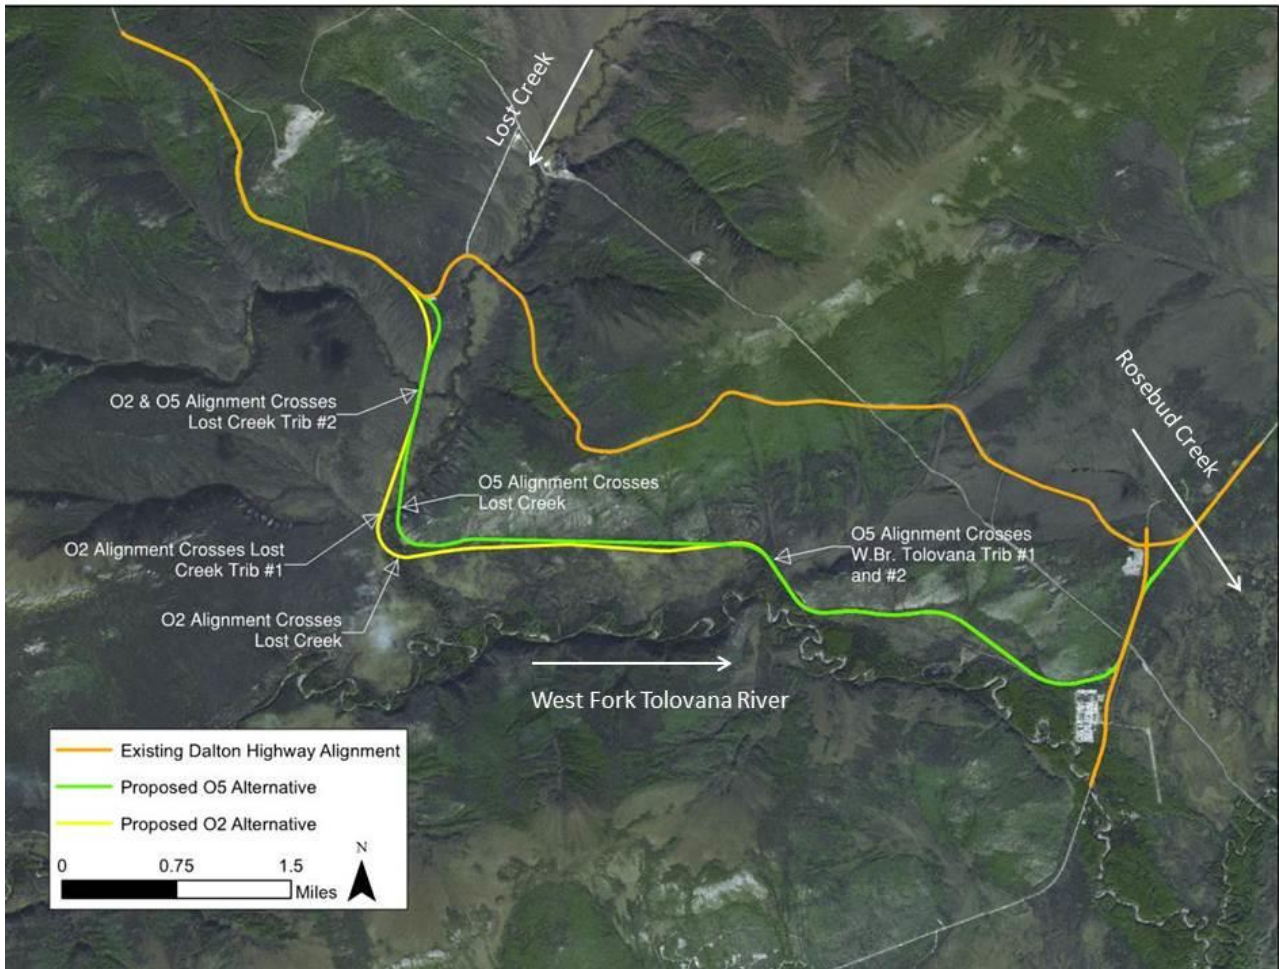 Lost Creek
Rosebud Creek
O2 & O5 Alignment Crosses
Lost Creek Trib #2
O5 Alignment Crosses
Lost Creek
O2 Alignment Crosses Lost
Creek Trib #1
O5 Alignment Crosses
W.Br. Tolovana Trib #1
and #2
O2 Alignment Crosses
Lost Creek
West Fork Tolovana River
Existing Dalton Highway Alignment
Proposed O5 Alternative
Proposed O2 Alternative
0 0.75 1.5
Miles
N